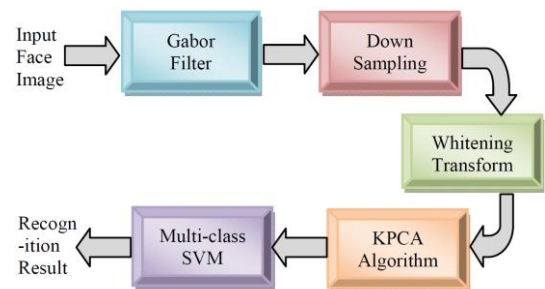 Input
Face
Image
Gabor
Filter
Down
Sampling
Whitening
Transform
KPCA
Algorithm
Multi-class
SVM
Recogn
-ition
Result